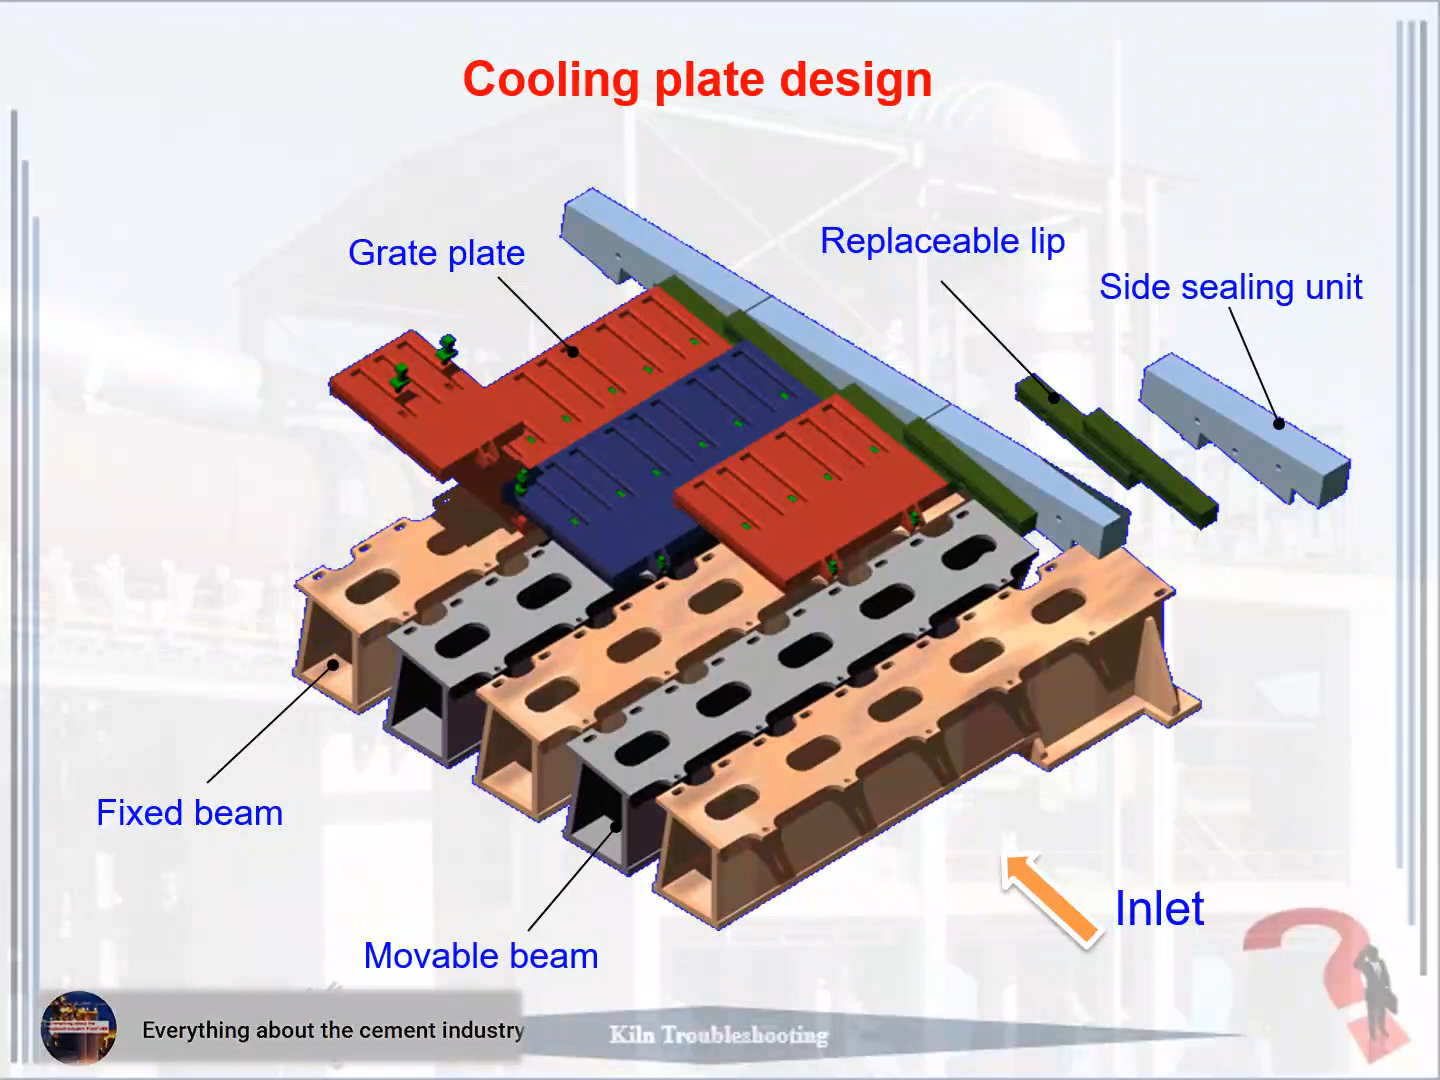 Cooling plate design
Grate plate
Replaceable lip
Side sealing unit
Fixed beam
Movable beam
Inlet
Everything about the cement industry
Kiln Troubleshooting